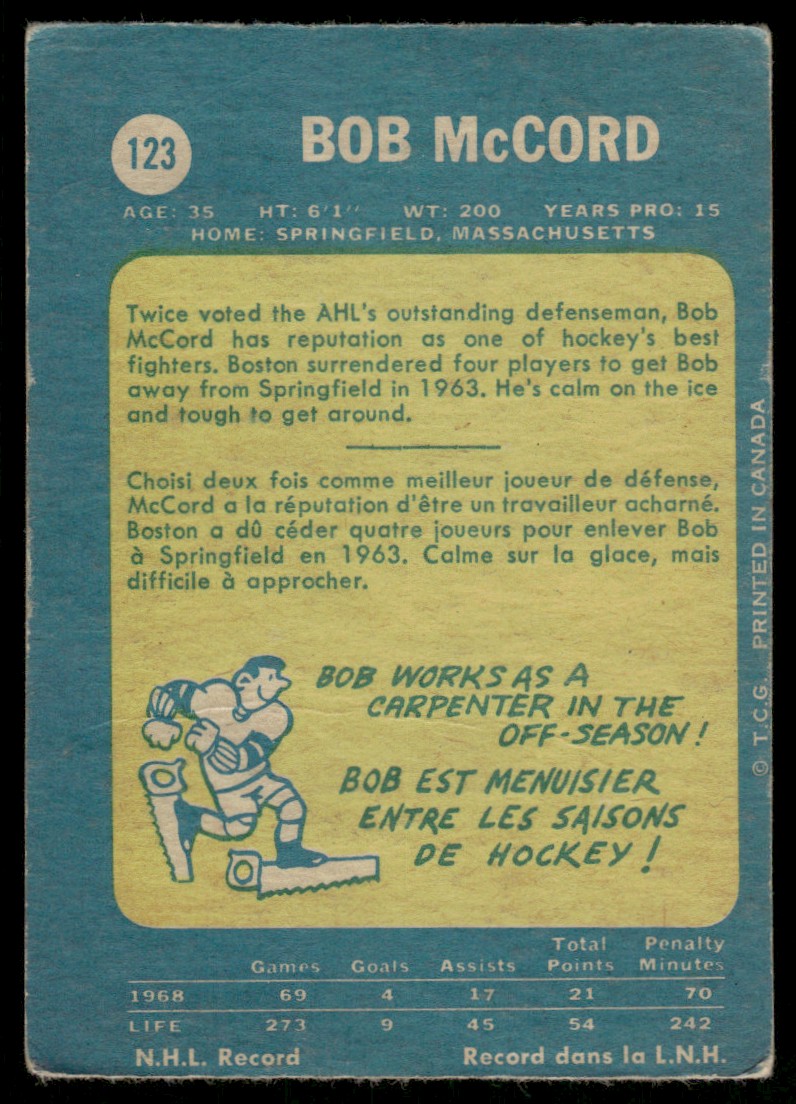 123
BOB McCORD
AGE: 35 HT: 6'1" WT: 200 YEARS PRO: 15
HOME: SPRINGFIELD, MASSACHUSETTS
Twice voted the AHL's outstanding defenseman, Bob
McCord has reputation as one of hockey's best
fighters. Boston surrendered four players to get Bob
away from Springfield in 1963. He's calm on the ice
and tough to get around.
Choisi deux fois comme meilleur joueur de défense,
McCord a la réputation d'être un travailleur acharné.
Boston a dû céder quatre joueurs pour enlever Bob
à Springfield en 1963. Calme sur la glace, mais
difficile à approcher.
BOB WORKS AS A
CARPENTER IN THE
OFF-SEASON!
BOB EST MENUISIER
ENTRE LES SAISONS
DE HOCKEY!
Games Goals Assists Total Points Penalty Minutes
1968 69 4 17 21 70
LIFE 273 9 45 54 242
N.H.L. Record Record dans la L.N.H.
© T.C.G. PRINTED IN CANADA